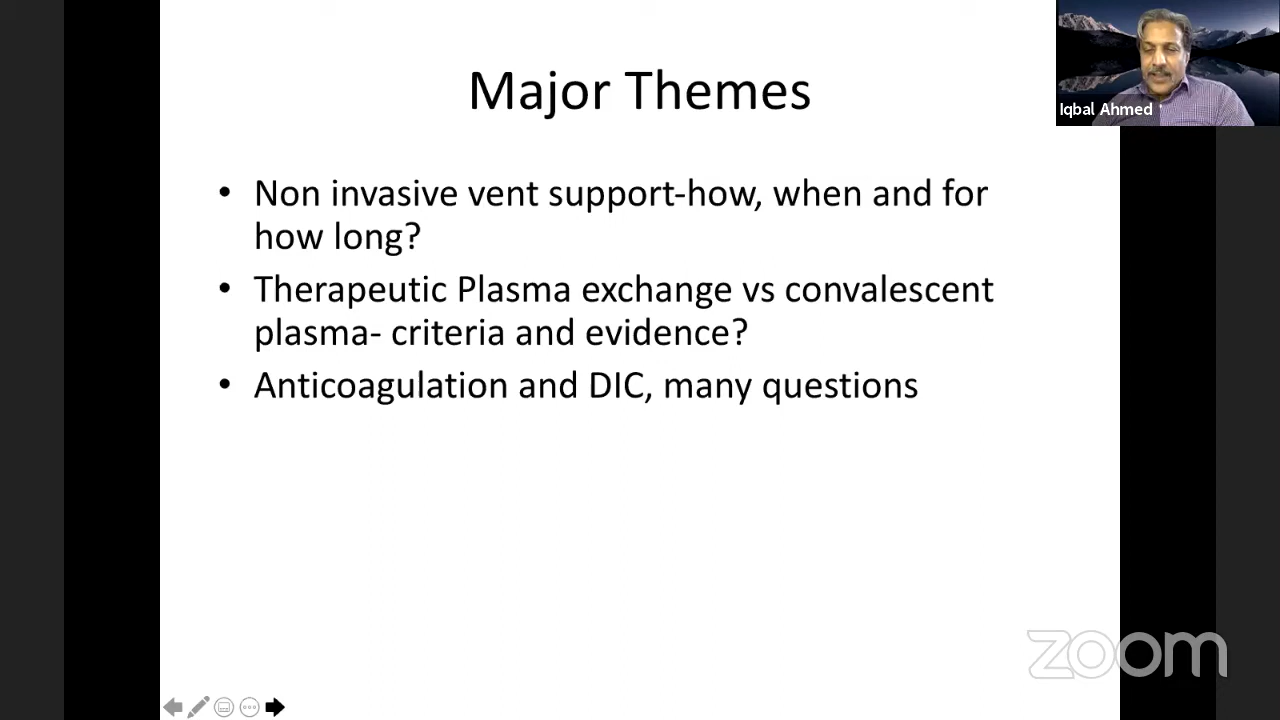 Major Themes
Iqbal Ahmed
• Non invasive vent support-how, when and for
how long?
• Therapeutic Plasma exchange vs convalescent
plasma- criteria and evidence?
• Anticoagulation and DIC, many questions
zoom